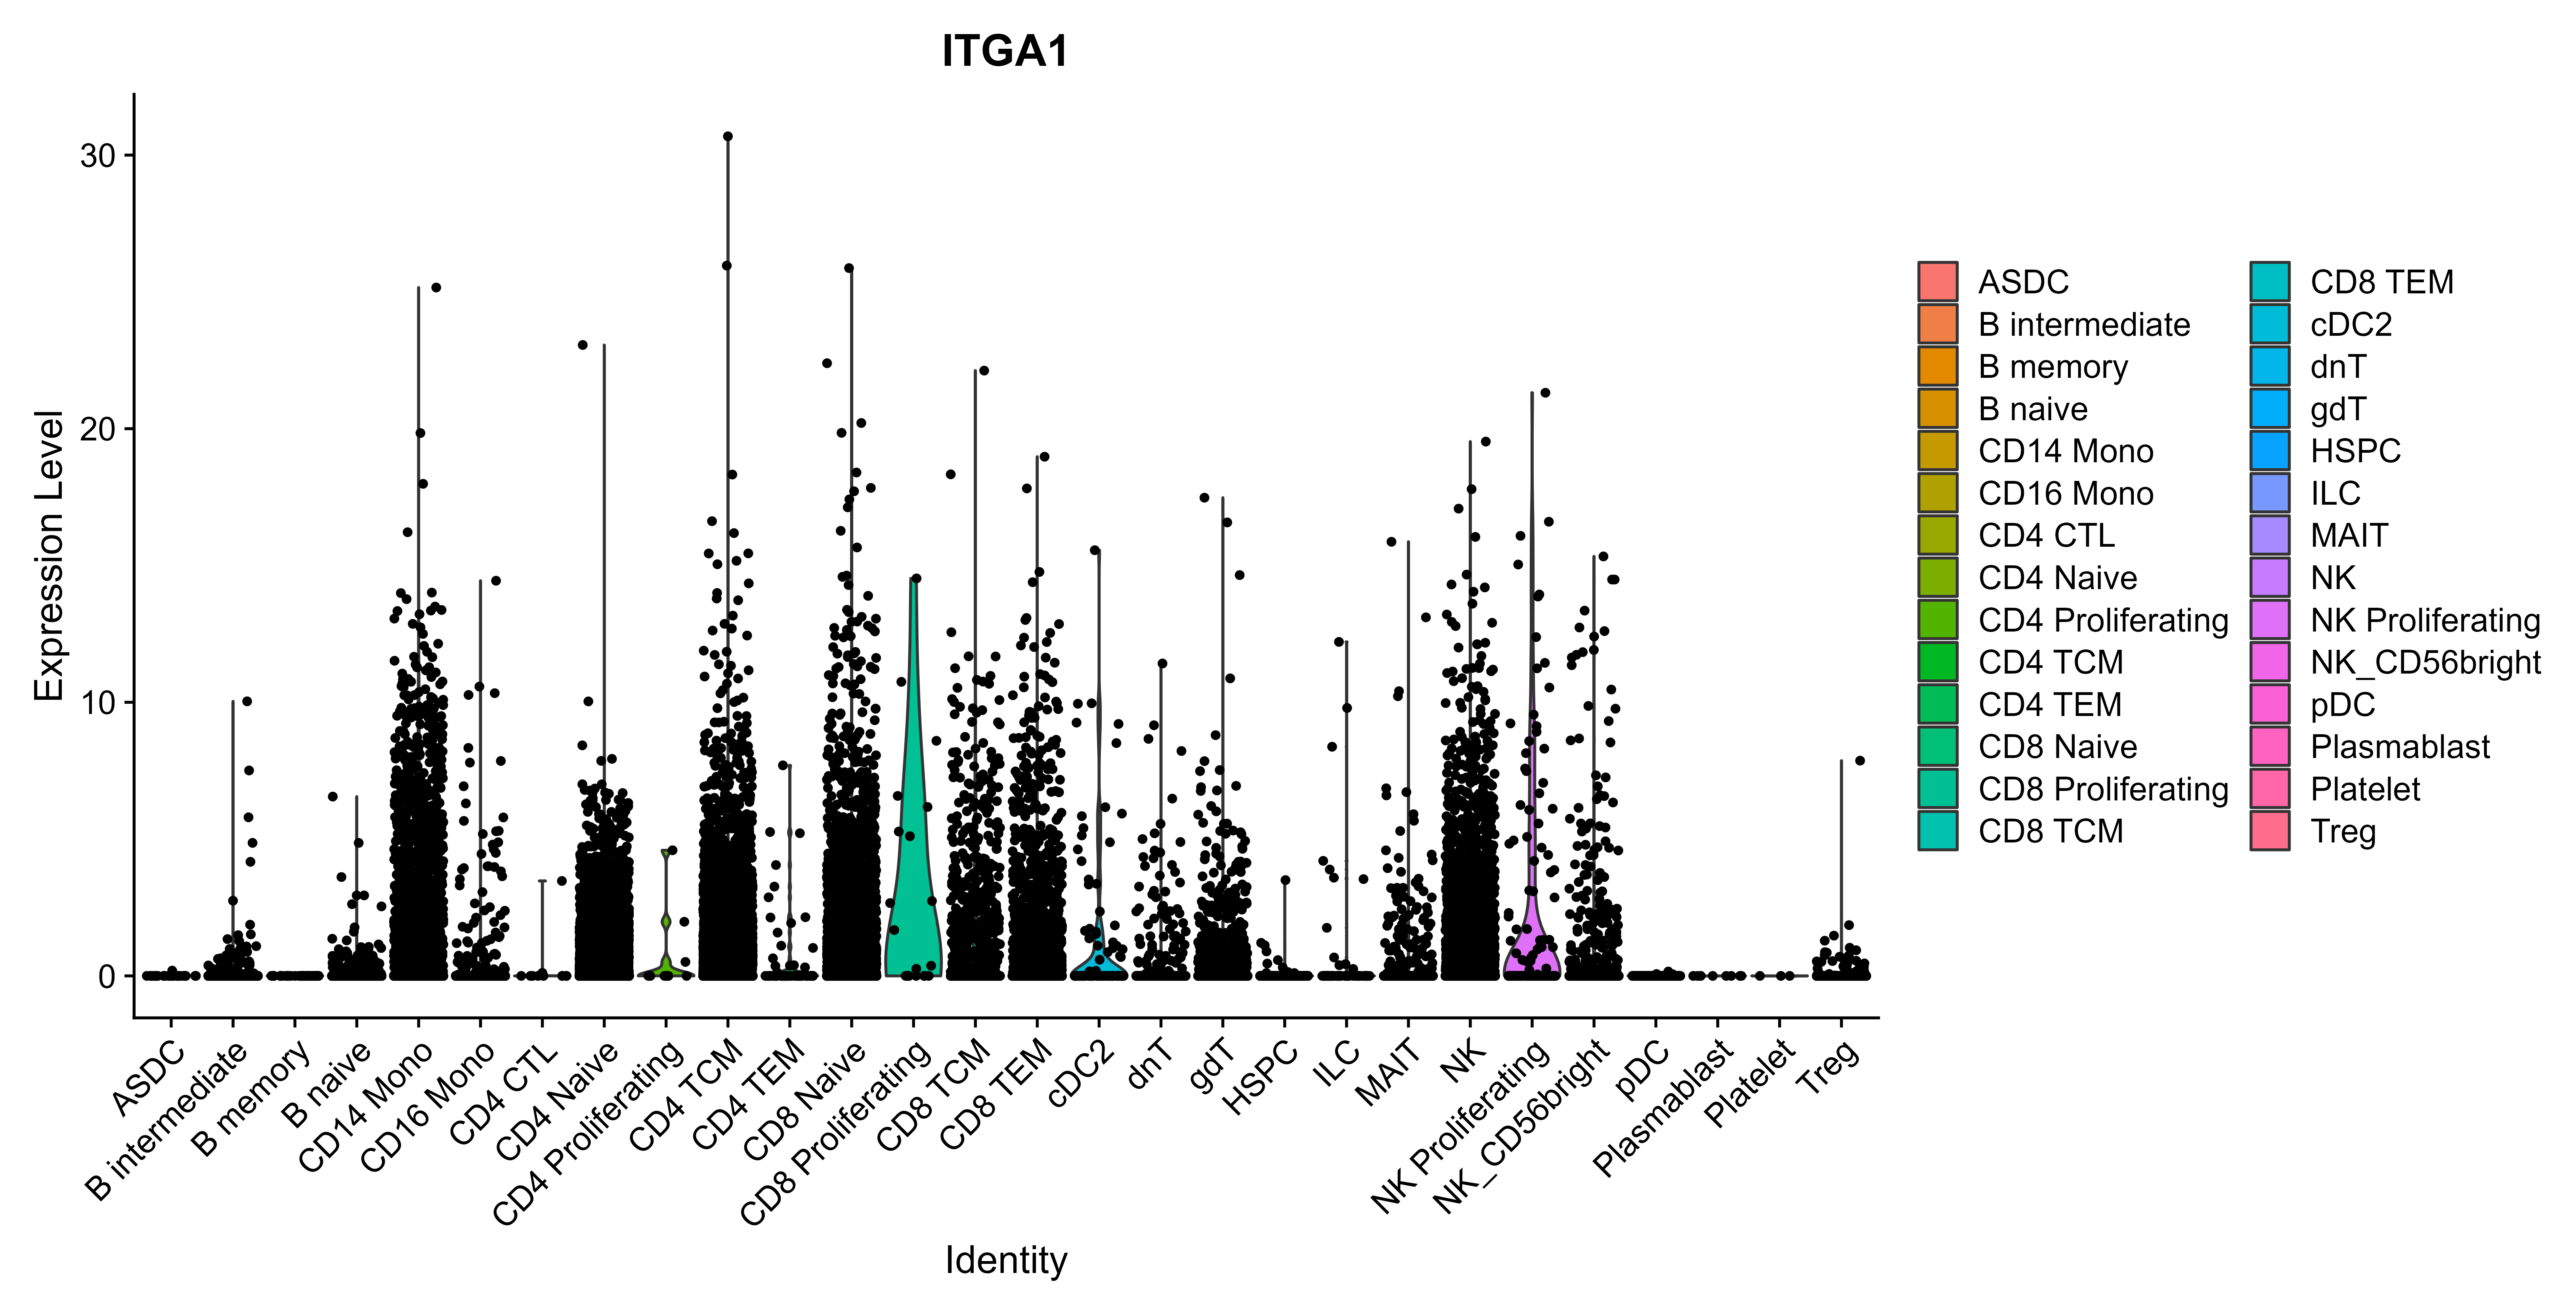 ITGA1
Expression Level
30
20
10
0
ASDC
B intermediate
B memory
B naive
CD14 Mono
CD16 Mono
CD4 CTL
CD4 Naive
CD4 Proliferating
CD4 TCM
CD4 TEM
CD8 Naive
CD8 Proliferating
CD8 TCM
CD8 TEM
cDC2
dnT
gdT
HSPC
ILC
MAIT
NK
NK Proliferating
NK_CD56bright
pDC
Plasmablast
Platelet
Treg
Identity
ASDC
B intermediate
B memory
B naive
CD14 Mono
CD16 Mono
CD4 CTL
CD4 Naive
CD4 Proliferating
CD4 TCM
CD4 TEM
CD8 Naive
CD8 Proliferating
CD8 TCM
CD8 TEM
cDC2
dnT
gdT
HSPC
ILC
MAIT
NK
NK Proliferating
NK_CD56bright
pDC
Plasmablast
Platelet
Treg